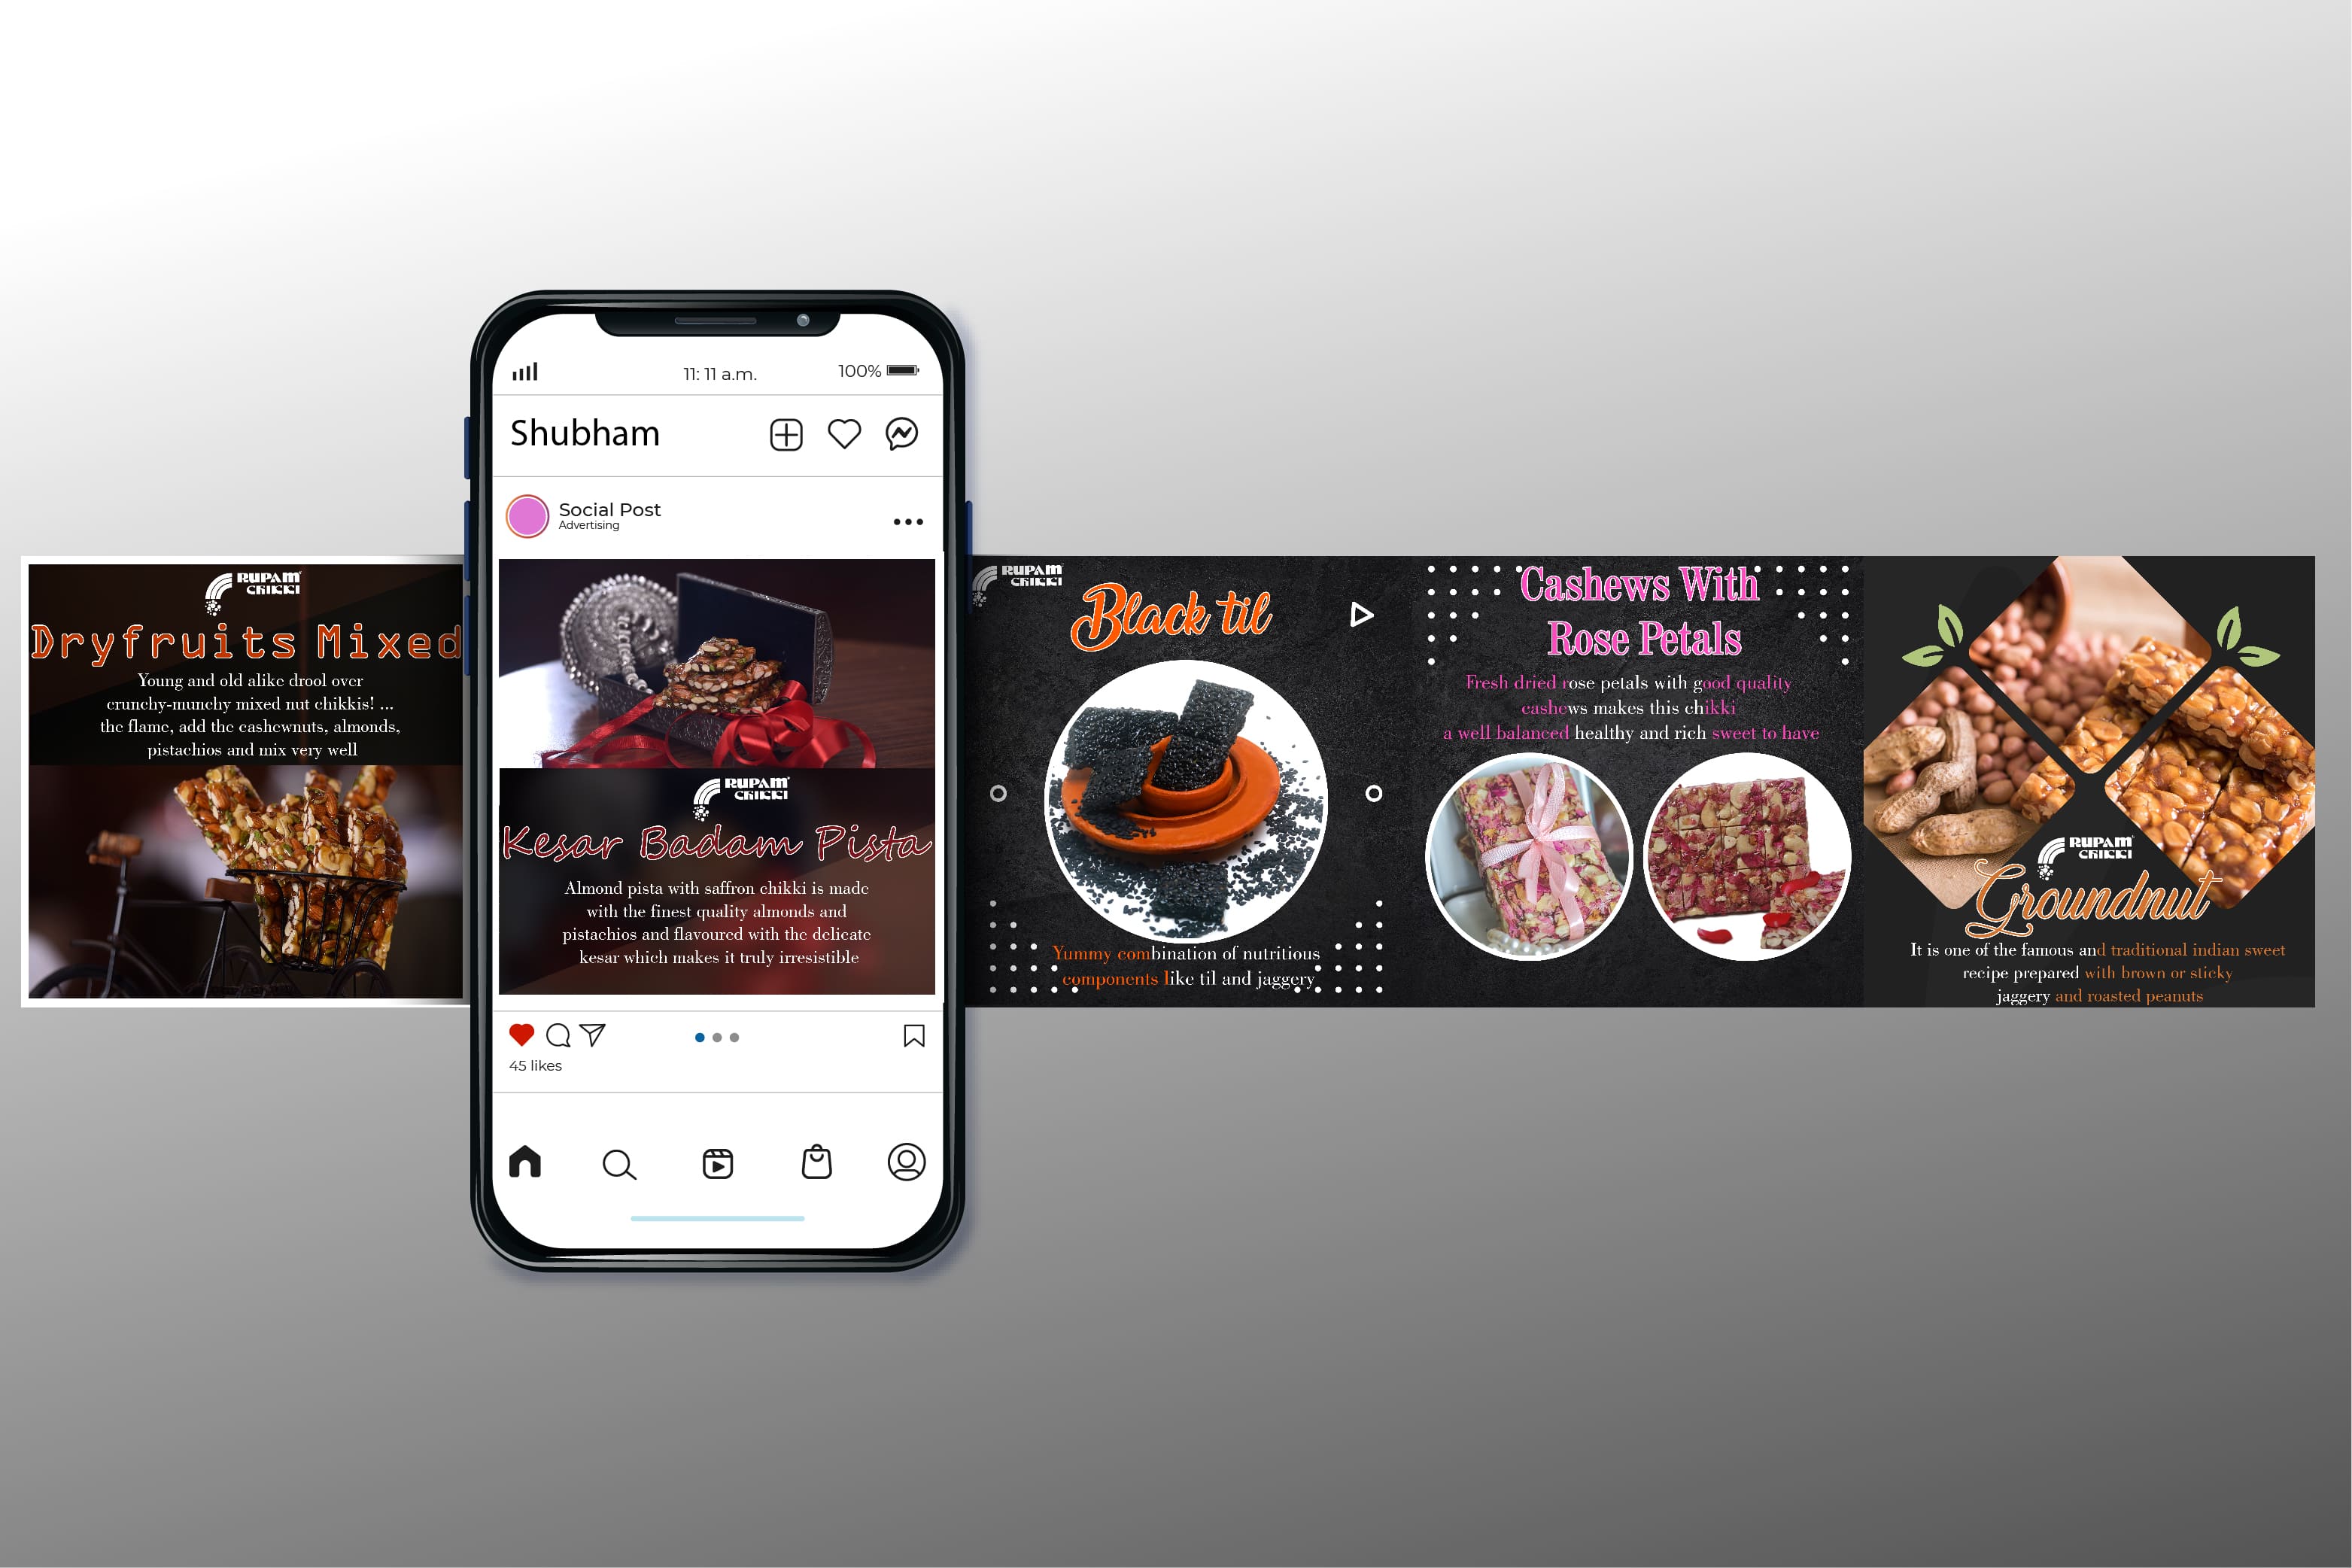 RUPAM
CHIKKI
Dryfruits Mixed
Young and old alike drool over
crunchy-munchy mixed nut chikkis! ...
the flame, add the cashewnuts, almonds,
pistachios and mix very well
11: 11 a.m.
100%
Shubham
Social Post
Advertising
RUPAM
CHIKKI
Kesar Badam Pista
Almond pista with saffron chikki is made
with the finest quality almonds and
pistachios and flavoured with the delicate
kesar which makes it truly irresistible
45 likes
RUPAM
CHIKKI
Black til
Yummy combination of nutritious
components like til and jaggery
Cashews With
Rose Petals
Fresh dried rose petals with good quality
cashews makes this chikki
a well balanced healthy and rich sweet to have
RUPAM
CHIKKI
Groundnut
It is one of the famous and traditional indian sweet
recipe prepared with brown or sticky
jaggery and roasted peanuts